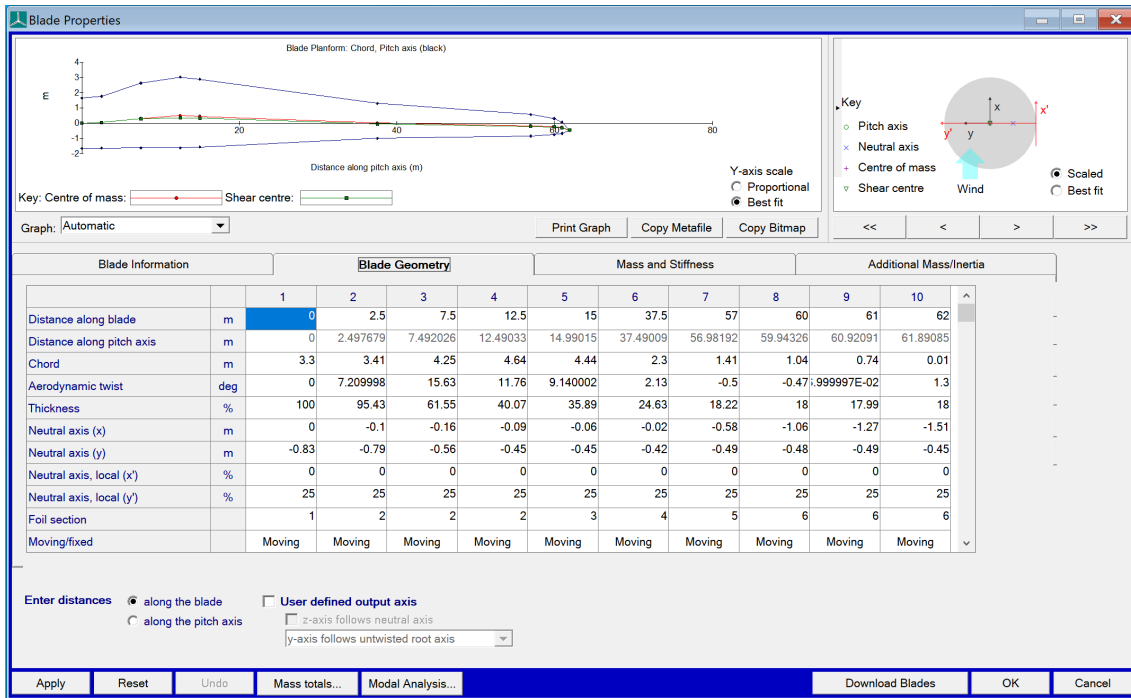 Blade Properties
Blade Planform: Chord, Pitch axis (black)
4
3
2
1
0
-1
-2
m
20 40 60 80
Distance along pitch axis (m)
Key: Centre of mass: Shear centre:
Y-axis scale
Proportional
Best fit
Key
Pitch axis
Neutral axis
Centre of mass
Shear centre
x x'
y' y
Wind
Scaled
Best fit
Graph: Automatic Print Graph Copy Metafile Copy Bitmap << < > >>
Blade Information Blade Geometry Mass and Stiffness Additional Mass/Inertia
1 2 3 4 5 6 7 8 9 10
Distance along blade m 0 2.5 7.5 12.5 15 37.5 57 60 61 62
Distance along pitch axis m 0 2.497679 7.492026 12.49033 14.99015 37.49009 56.98192 59.94326 60.92091 61.89085
Chord m 3.3 3.41 4.25 4.64 4.44 2.3 1.41 1.04 0.74 0.01
Aerodynamic twist deg 0 7.209998 15.63 11.76 9.140002 2.13 -0.5 -0.47 .999997E-02 1.3
Thickness % 100 95.43 61.55 40.07 35.89 24.63 18.22 18 17.99 18
Neutral axis (x) m 0 -0.1 -0.16 -0.09 -0.06 -0.02 -0.58 -1.06 -1.27 -1.51
Neutral axis (y) m -0.83 -0.79 -0.56 -0.45 -0.45 -0.42 -0.49 -0.48 -0.49 -0.45
Neutral axis, local (x') % 0 0 0 0 0 0 0 0 0 0
Neutral axis, local (y') % 25 25 25 25 25 25 25 25 25 25
Foil section 1 2 2 2 3 4 5 6 6 6
Moving/fixed Moving Moving Moving Moving Moving Moving Moving Moving Moving Moving
Enter distances along the blade User defined output axis
along the pitch axis z-axis follows neutral axis
y-axis follows untwisted root axis
Apply Reset Undo Mass totals... Modal Analysis... Download Blades OK Cancel